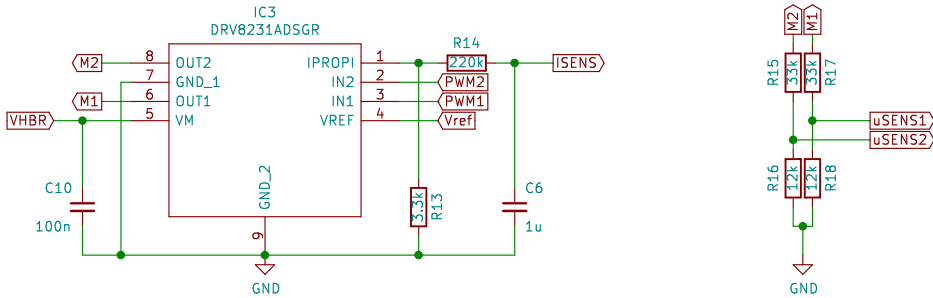 IC3
DRV8231ADSGR
M2 8 OUT2 IPROPI 1 R14 220k ISENS
7 GND_1 IN2 2 PWM2
M1 6 OUT1 IN1 3 PWM1
VHBR 5 VM VREF 4 Vref
GND_2
9
C10
100n
3.3k R13
C6
1u
GND
M2 M1
R15 33k 33k R17
uSENS1
uSENS2
R16 12k 12k R18
GND